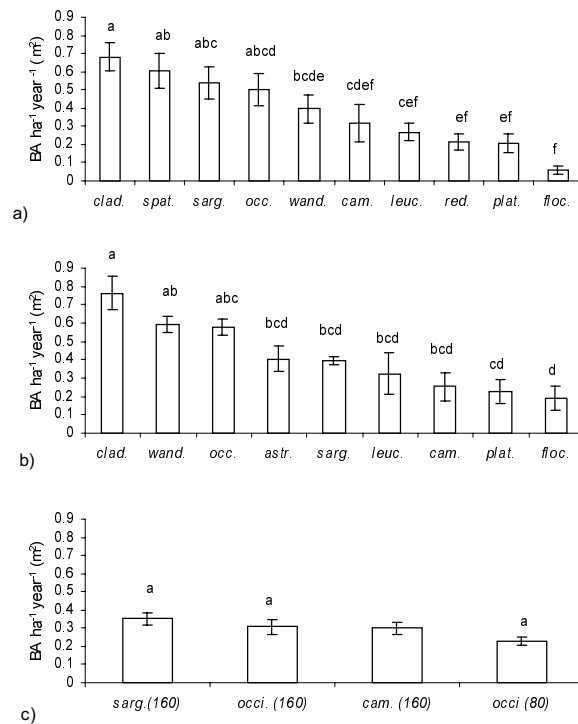 a ab abc abcd bcde cdef cef ef ef f
BA ha⁻¹ year⁻¹ (m²)
0.9
0.8
0.7
0.6
0.5
0.4
0.3
0.2
0.1
0
clad. spat. sarg. occ. wand. cam. leuc. red. plat. floc.
a)
a ab abc bcd bcd bcd bcd cd d
BA ha⁻¹ year⁻¹ (m²)
0.9
0.8
0.7
0.6
0.5
0.4
0.3
0.2
0.1
0
clad. wand. occ. astr. sarg. leuc. cam. plat. floc.
b)
BA ha⁻¹ year⁻¹ (m²)
0.9
0.8
0.7
0.6
0.5
0.4
0.3
0.2
0.1
0
a a a
sarg.(160) occi. (160) cam. (160) occi (80)
c)